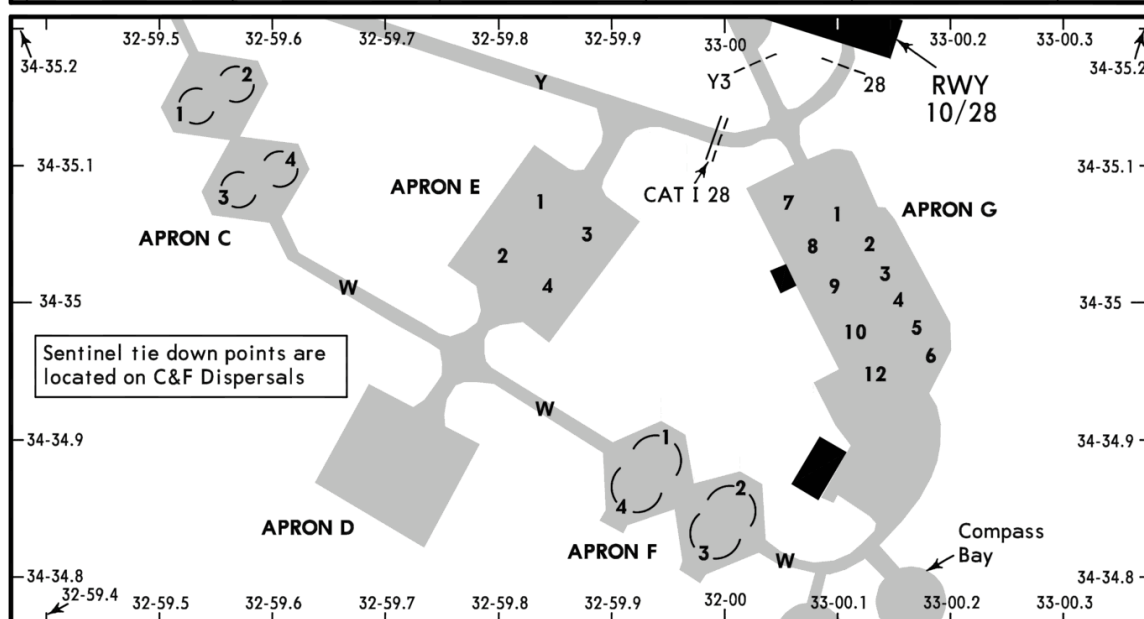 32-59.5 32-59.6 32-59.7 32-59.8 32-59.9 33-00 33-00.2 33-00.3
34-35.2 34-35.2
2
1
Y
Y3
28
RWY
10/28
34-35.1 34-35.1
4
3
APRON C
APRON E
1
2
3
4
CAT I 28
7
1
APRON G
8
2
9
3
4
10
5
6
12
W
34-35 34-35
Sentinel tie down points are
located on C&F Dispersals
W
34-34.9 34-34.9
1
4
2
3
APRON D
APRON F
W
Compass
Bay
34-34.8 34-34.8
32-59.4 32-59.5 32-59.6 32-59.7 32-59.8 32-59.9 32-00 33-00.1 33-00.2 33-00.3